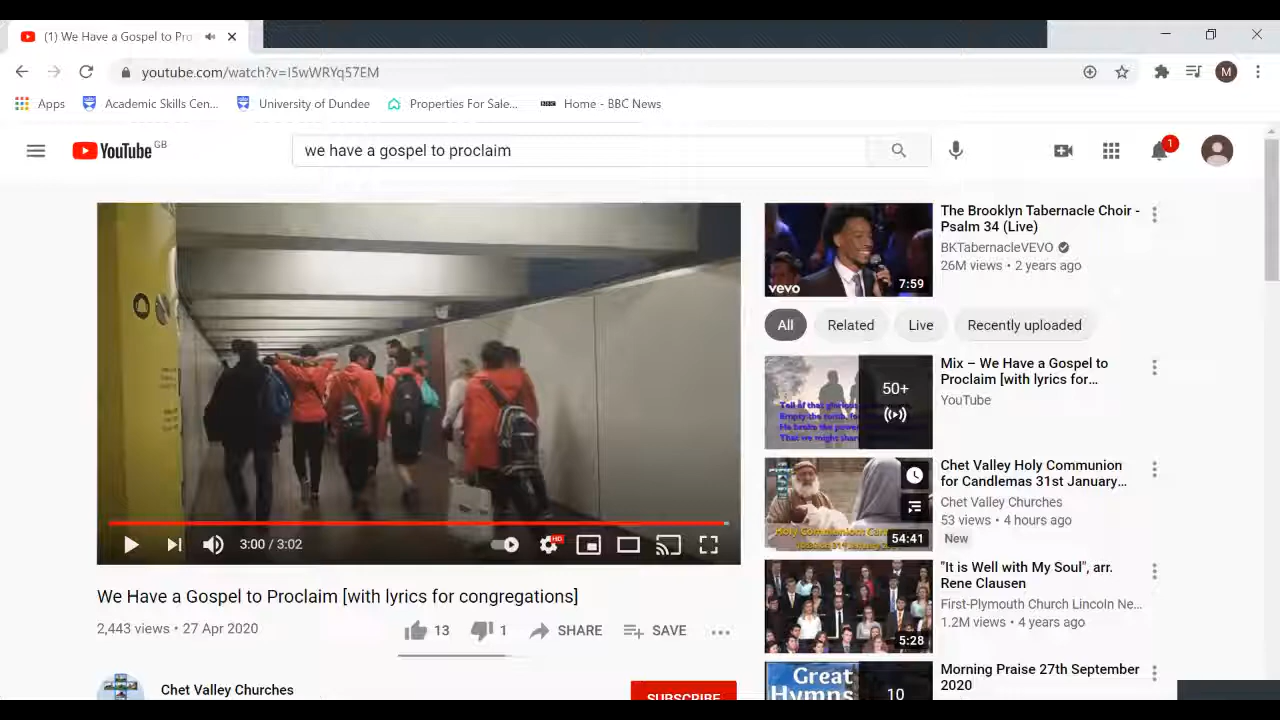 (1) We Have a Gospel to Pro
youtube.com/watch?v=I5wWRYq57EM
Apps
Academic Skills Cen...
University of Dundee
Properties For Sale...
BBC
Home - BBC News
M
YouTube GB
we have a gospel to proclaim
1
3:00 / 3:02
HD
We Have a Gospel to Proclaim [with lyrics for congregations]
2,443 views • 27 Apr 2020
13
1
SHARE
SAVE
Chet Valley Churches
SUBSCRIBE
vevo
7:59
The Brooklyn Tabernacle Choir -
Psalm 34 (Live)
BKTabernacleVEVO
26M views • 2 years ago
All
Related
Live
Recently uploaded
50+
Mix – We Have a Gospel to
Proclaim [with lyrics for...
YouTube
54:41
Chet Valley Holy Communion
for Candlemas 31st January...
Chet Valley Churches
53 views • 4 hours ago
New
5:28
"It is Well with My Soul", arr.
Rene Clausen
First-Plymouth Church Lincoln Ne...
1.2M views • 4 years ago
Great
Hymns
10
Morning Praise 27th September
2020